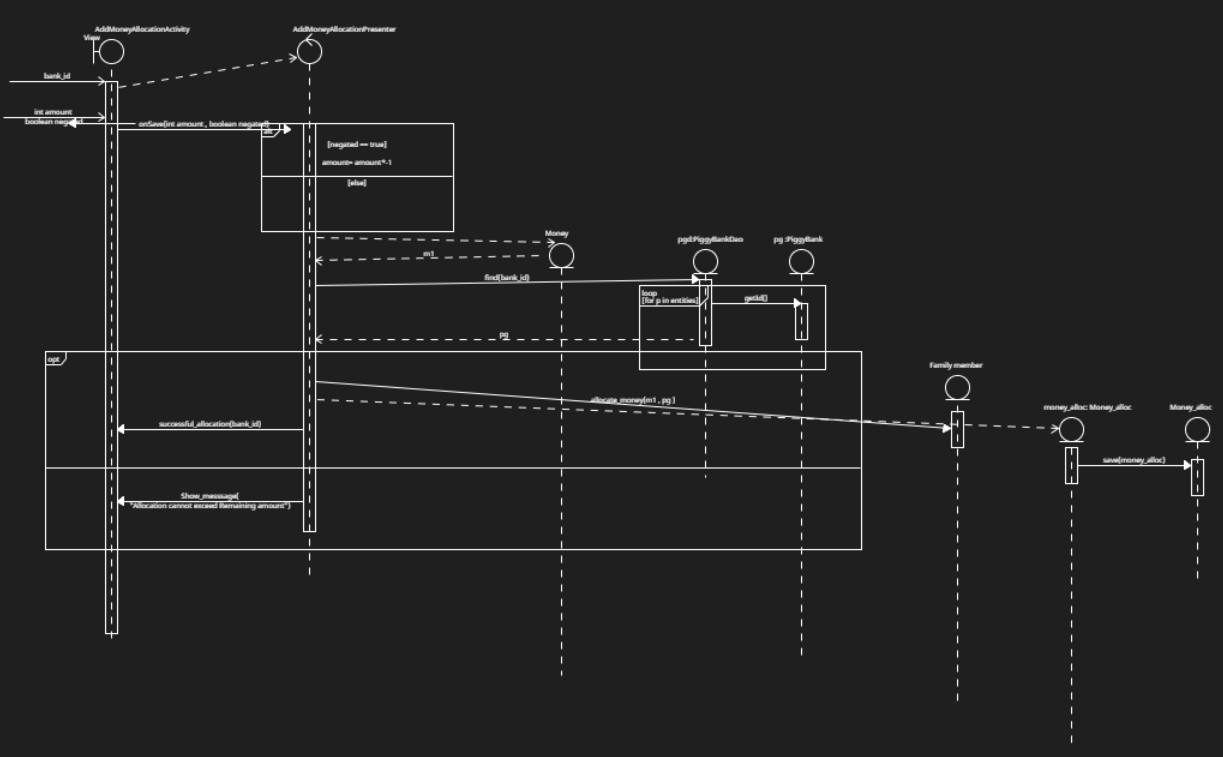 AddMoneyAllocationActivity
AddMoneyAllocationPresenter
View
bank_id
int amount
boolean negated
onSave(int amount , boolean negated)
alt
[negated == true]
amount= amount*-1
[else]
Money
pgd:PiggyBankDao
pg :PiggyBank
m1
find(bank_id)
loop
[for p in entities]
getId()
pg
opt
Family member
allocate_money(m1 , pg )
money_alloc: Money_alloc
Money_alloc
successful_allocation(bank_id)
save(money_alloc)
Show_messsage(
"Allocation cannot exceed Remaining amount")